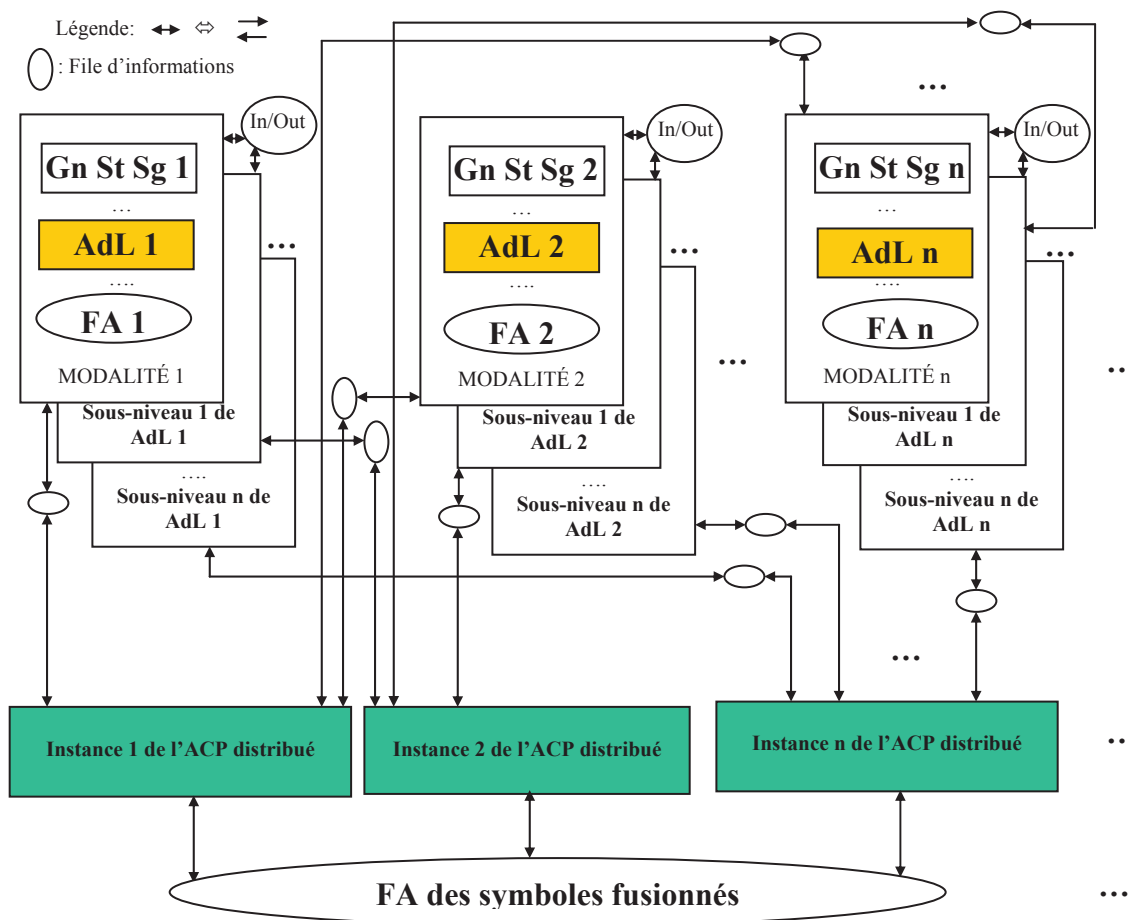 Légende:
: File d'informations
In/Out
In/Out
In/Out
...
Gn St Sg 1
...
AdL 1
....
FA 1
MODALITÉ 1
Sous-niveau 1 de
AdL 1
....
Sous-niveau n de
AdL 1
...
Gn St Sg 2
...
AdL 2
....
FA 2
MODALITÉ 2
Sous-niveau 1 de
AdL 2
....
Sous-niveau n de
AdL 2
...
...
Gn St Sg n
...
AdL n
....
FA n
MODALITÉ n
Sous-niveau 1 de
AdL n
....
Sous-niveau n de
AdL n
...
..
...
Instance 1 de l'ACP distribué
Instance 2 de l'ACP distribué
Instance n de l'ACP distribué
..
FA des symboles fusionnés
...